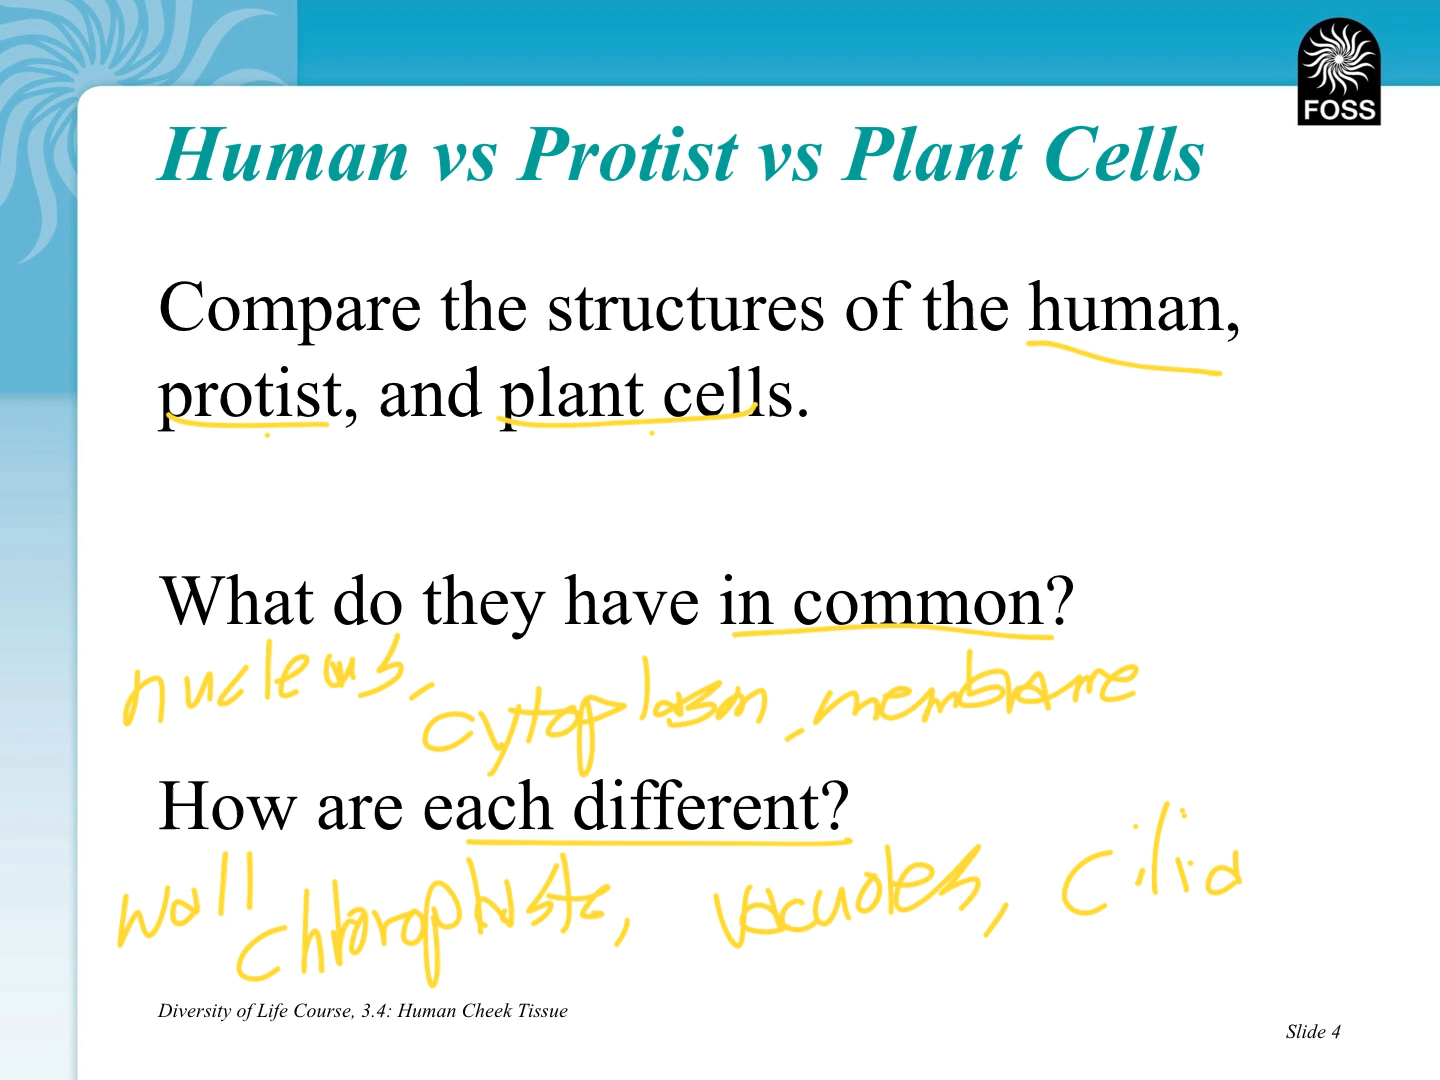 FOSS
Human vs Protist vs Plant Cells
Compare the structures of the human,
protist, and plant cells.
What do they have in common?
nucleus, cytoplasm, membrane
How are each different?
wall chloroplasts, vacuoles, cilia
Diversity of Life Course, 3.4: Human Cheek Tissue
Slide 4